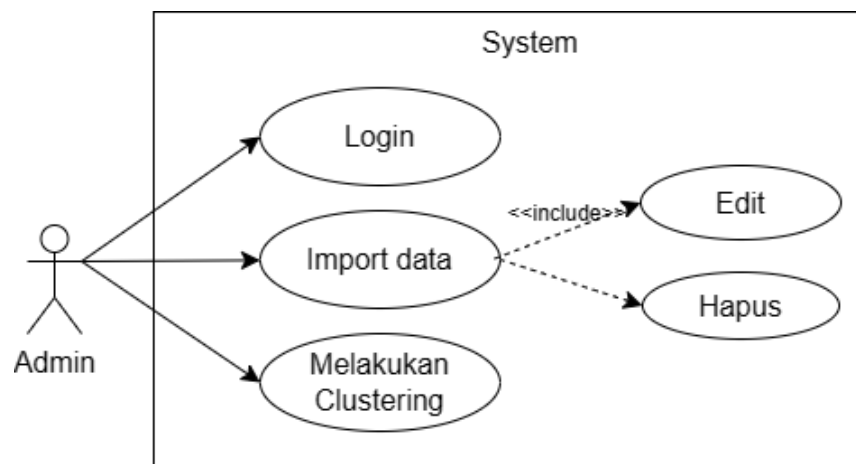 System
Login
<<include>>
Edit
Import data
Hapus
Admin
Melakukan
Clustering